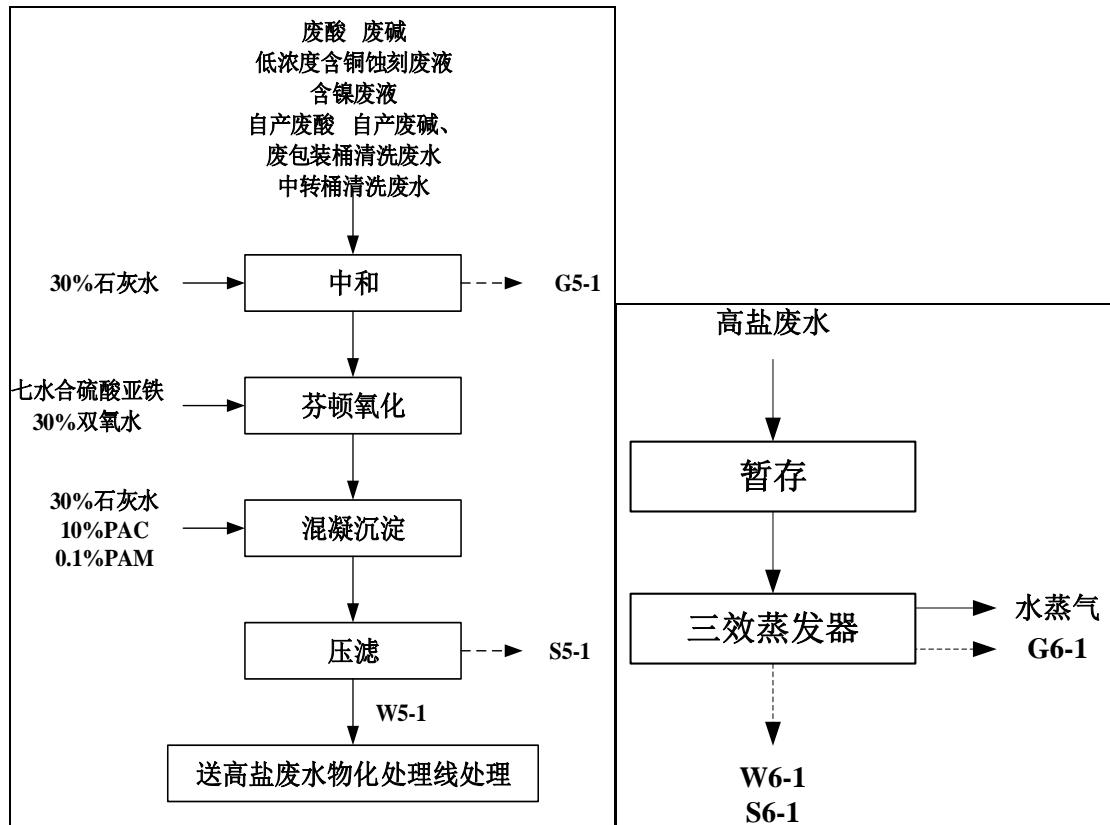 废酸 废碱
低浓度含铜蚀刻废液
含镍废液
自产废酸 自产废碱、
废包装桶清洗废水
中转桶清洗废水
30%石灰水
中和
G5-1
七水合硫酸亚铁
30%双氧水
芬顿氧化
30%石灰水
10%PAC
0.1%PAM
混凝沉淀
压滤
S5-1
W5-1
送高盐废水物化处理线处理
高盐废水
暂存
三效蒸发器
水蒸气
G6-1
W6-1
S6-1